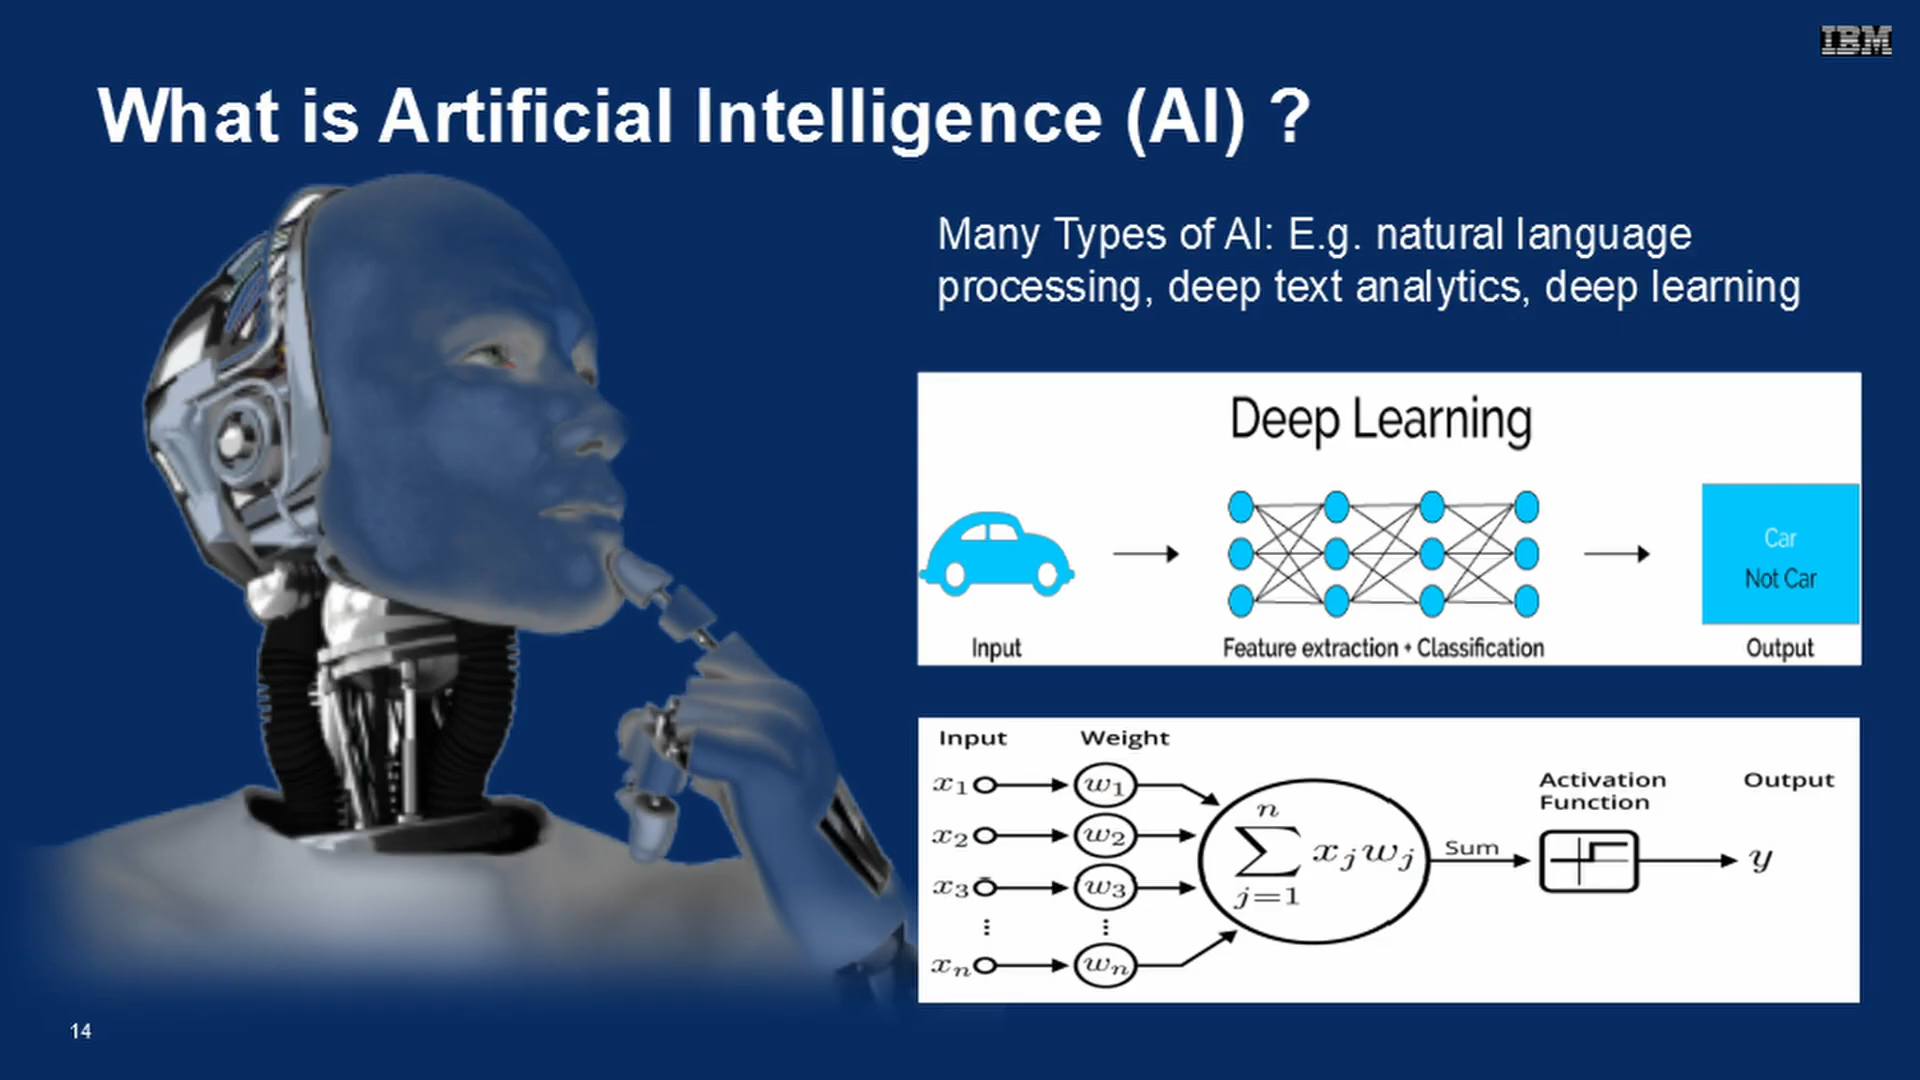 IBM
What is Artificial Intelligence (AI) ?
Many Types of AI: E.g. natural language
processing, deep text analytics, deep learning
Deep Learning
Car
Not Car
Input
Feature extraction + Classification
Output
Input
Weight
Activation
Function
Output
x₁ w₁
x₂ w₂
x₃ w₃
⋮ ⋮
xₙ wₙ
n
∑ xⱼwⱼ
j=1
Sum
y
14